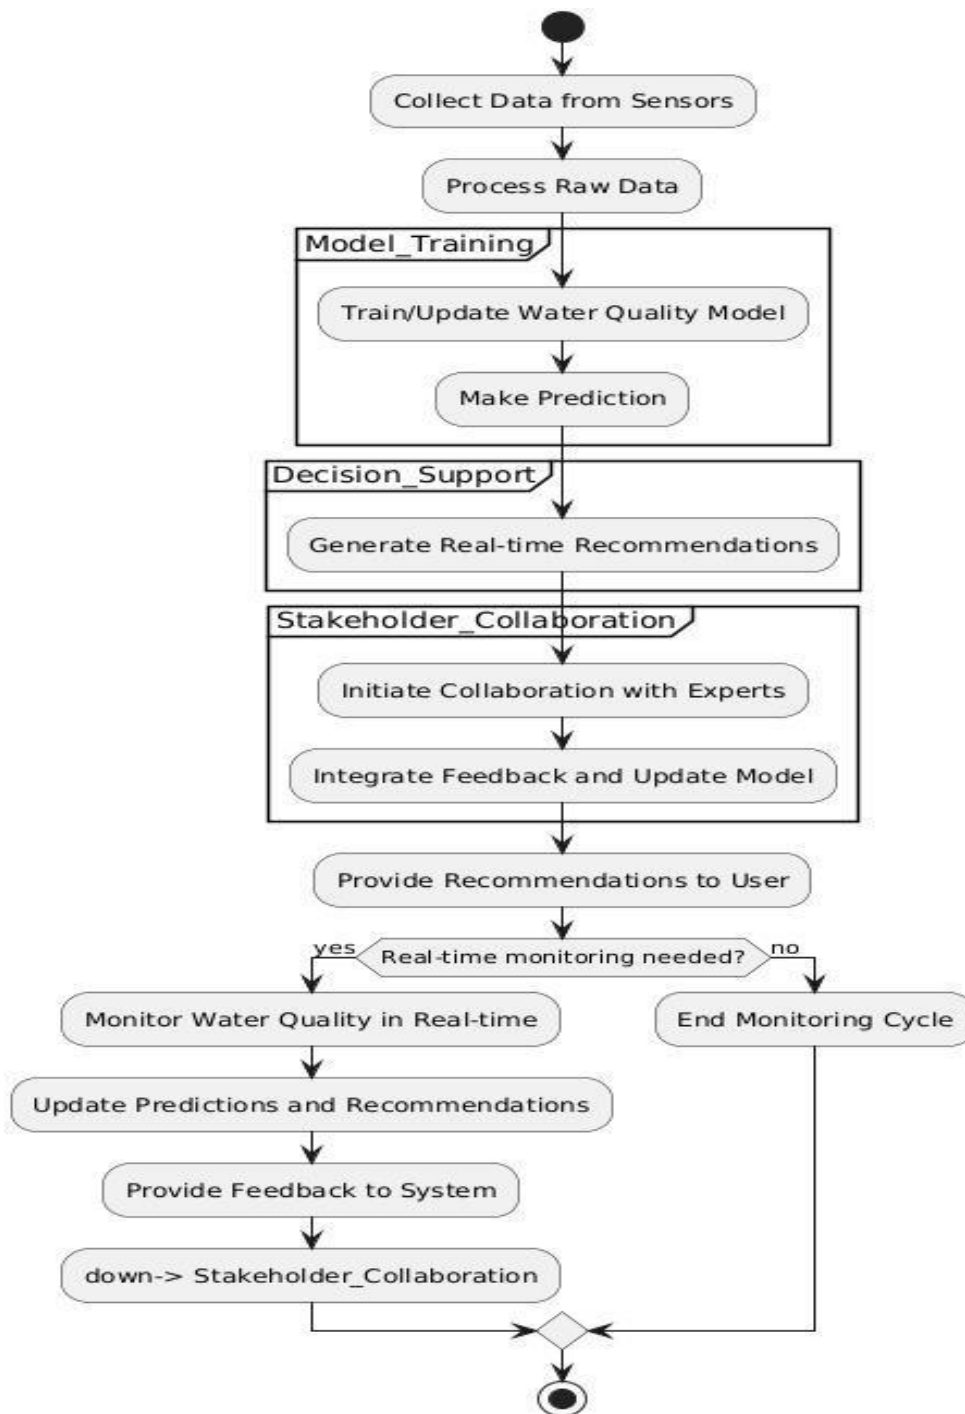 Collect Data from Sensors
Process Raw Data
Model_Training
Train/Update Water Quality Model
Make Prediction
Decision_Support
Generate Real-time Recommendations
Stakeholder_Collaboration
Initiate Collaboration with Experts
Integrate Feedback and Update Model
Provide Recommendations to User
yes
Real-time monitoring needed?
no
Monitor Water Quality in Real-time
End Monitoring Cycle
Update Predictions and Recommendations
Provide Feedback to System
down-> Stakeholder_Collaboration